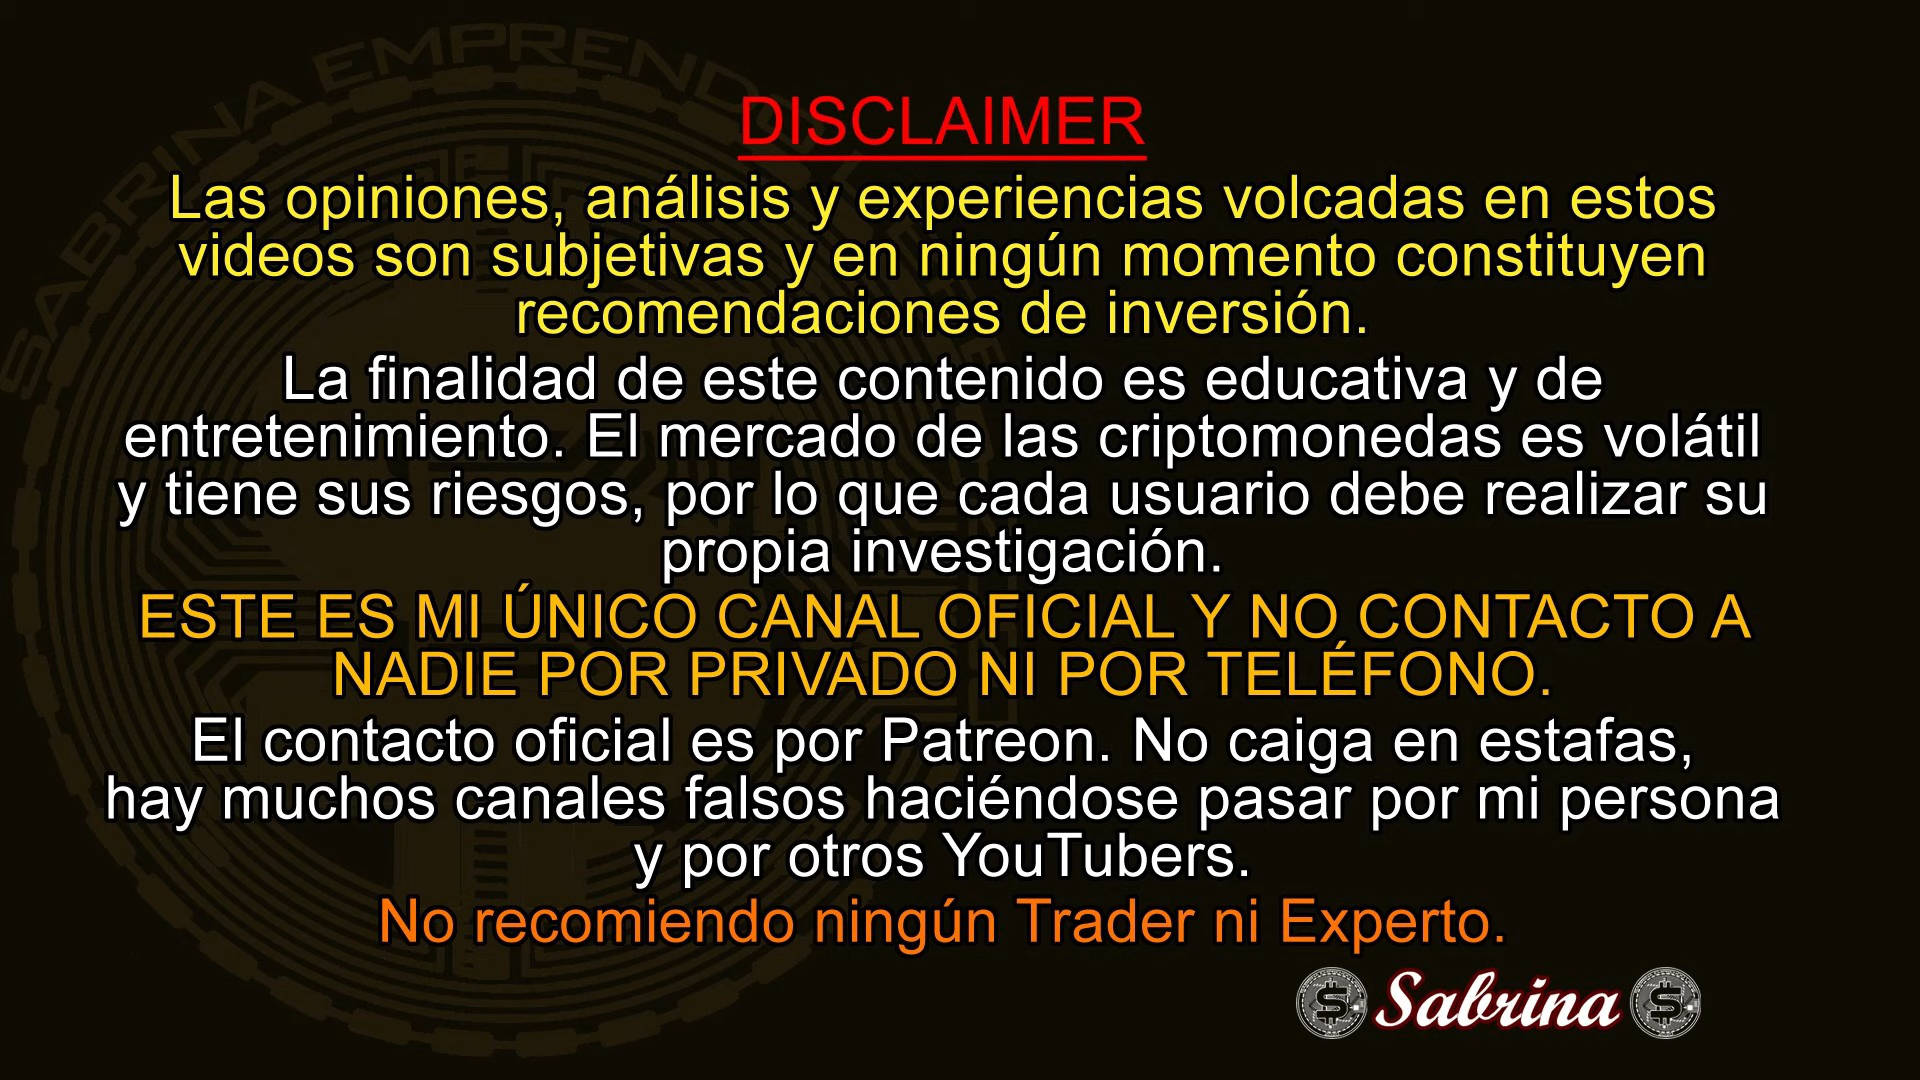 SABRINA EMPREND
DISCLAIMER
Las opiniones, análisis y experiencias volcadas en estos
videos son subjetivas y en ningún momento constituyen
recomendaciones de inversión.
La finalidad de este contenido es educativa y de
entretenimiento. El mercado de las criptomonedas es volátil
y tiene sus riesgos, por lo que cada usuario debe realizar su
propia investigación.
ESTE ES MI ÚNICO CANAL OFICIAL Y NO CONTACTO A
NADIE POR PRIVADO NI POR TELÉFONO.
El contacto oficial es por Patreon. No caiga en estafas,
hay muchos canales falsos haciéndose pasar por mi persona
y por otros YouTubers.
No recomiendo ningún Trader ni Experto.
Sabrina